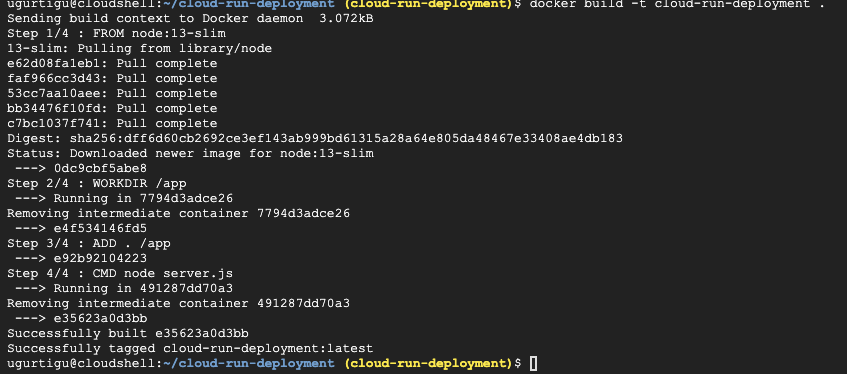 ugurtigu@cloudshell:~/cloud-run-deployment (cloud-run-deployment)$ docker build -t cloud-run-deployment .
Sending build context to Docker daemon  3.072kB
Step 1/4 : FROM node:13-slim
13-slim: Pulling from library/node
e62d08fa1eb1: Pull complete
faf966cc3d43: Pull complete
53cc7aa10aee: Pull complete
bb34476f10fd: Pull complete
c7bc1037f741: Pull complete
Digest: sha256:dff6d60cb2692ce3ef143ab999bd61315a28a64e805da48467e33408ae4db183
Status: Downloaded newer image for node:13-slim
 ---> 0dc9cbf5abe8
Step 2/4 : WORKDIR /app
 ---> Running in 7794d3adce26
Removing intermediate container 7794d3adce26
 ---> e4f534146fd5
Step 3/4 : ADD . /app
 ---> e92b92104223
Step 4/4 : CMD node server.js
 ---> Running in 491287dd70a3
Removing intermediate container 491287dd70a3
 ---> e35623a0d3bb
Successfully built e35623a0d3bb
Successfully tagged cloud-run-deployment:latest
ugurtigu@cloudshell:~/cloud-run-deployment (cloud-run-deployment)$